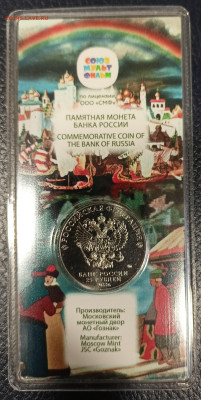 СОЮЗ
МУЛЬТ
ФИЛЬМ
по лицензии
ООО «СМФ»
ПАМЯТНАЯ МОНЕТА
БАНКА РОССИИ
COMMEMORATIVE COIN OF
THE BANK OF RUSSIA
РОССИЙСКАЯ ФЕДЕРАЦИЯ
БАНК РОССИИ
25 РУБЛЕЙ
Производитель:
Московский
монетный двор
АО «Гознак»
Manufacturer:
Moscow Mint
JSC «Goznak»